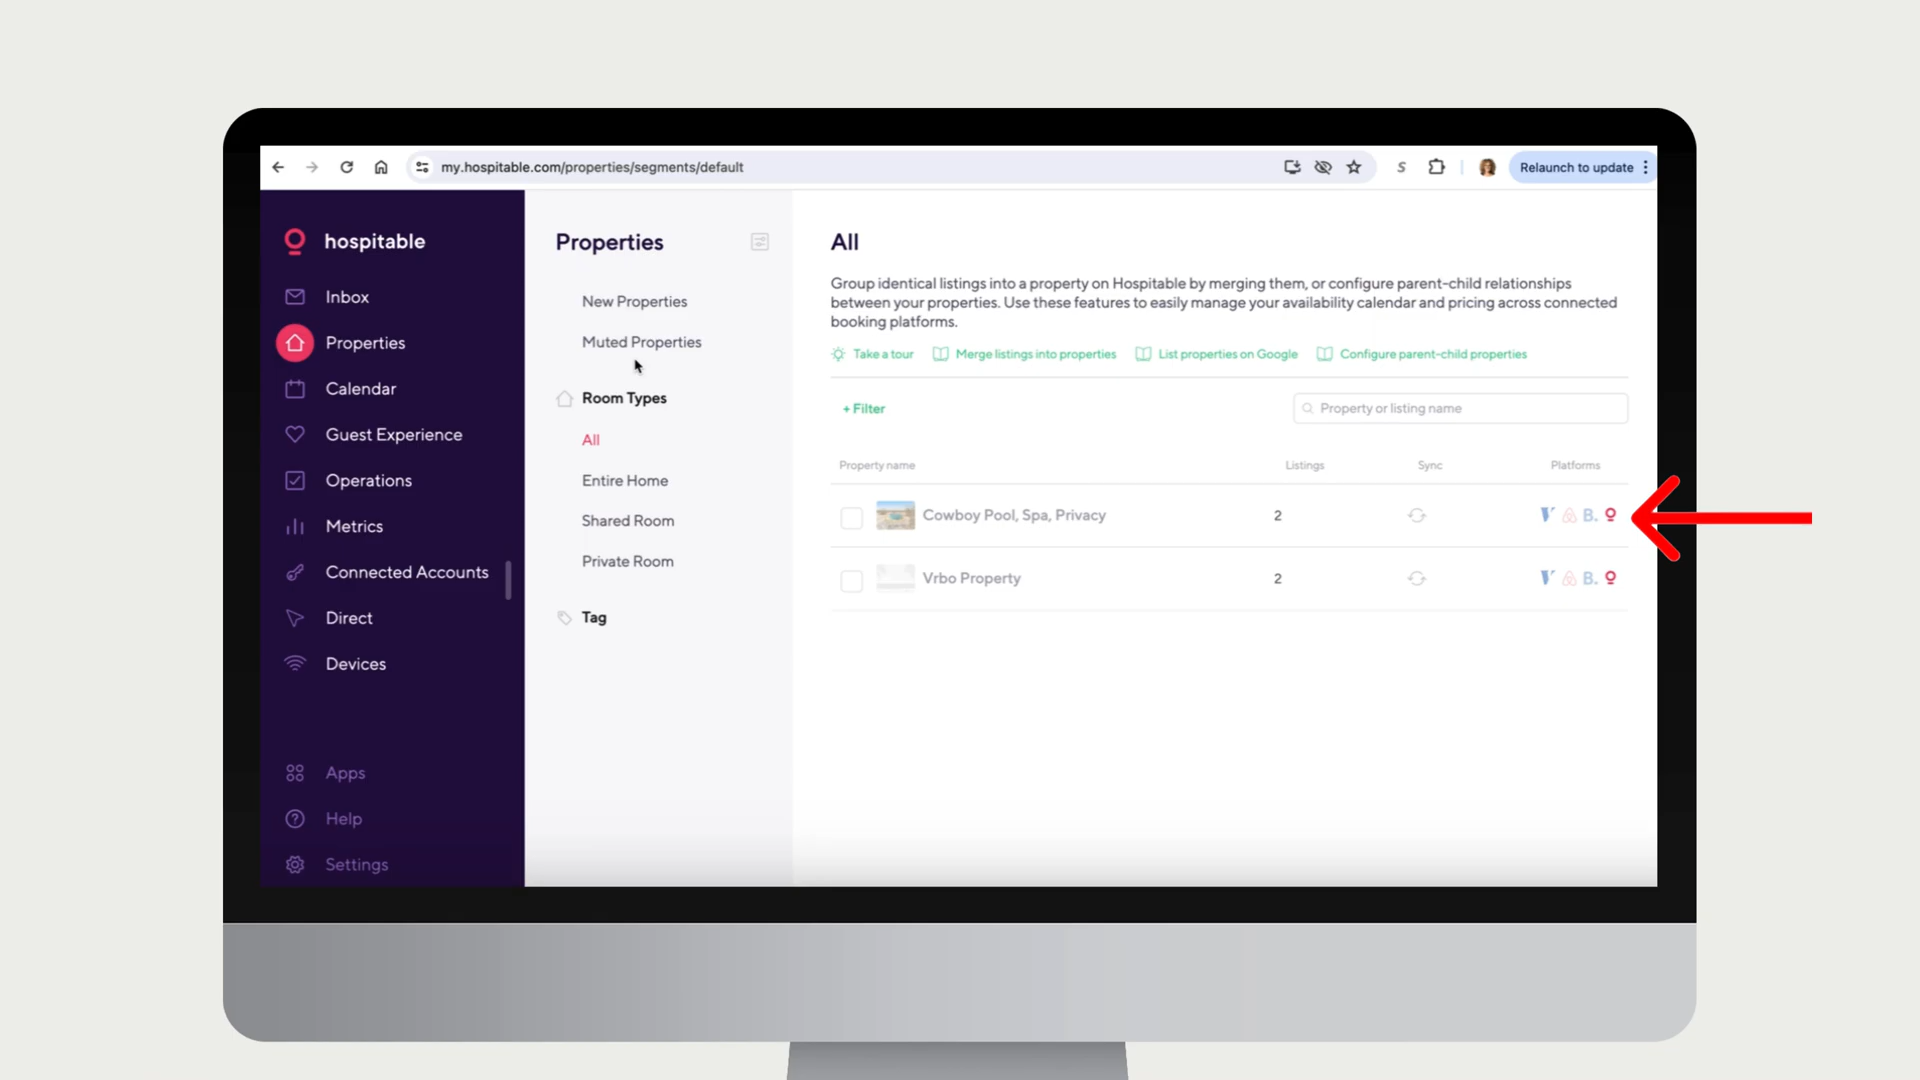 my.hospitable.com/properties/segments/default
Relaunch to update
hospitable
Inbox
Properties
Calendar
Guest Experience
Operations
Metrics
Connected Accounts
Direct
Devices
Apps
Help
Settings
Properties
New Properties
Muted Properties
Room Types
All
Entire Home
Shared Room
Private Room
Tag
All
Group identical listings into a property on Hospitable by merging them, or configure parent-child relationships
between your properties. Use these features to easily manage your availability calendar and pricing across connected
booking platforms.
Take a tour Merge listings into properties List properties on Google Configure parent-child properties
+ Filter Property or listing name
Property name Listings Sync Platforms
Cowboy Pool, Spa, Privacy 2 V B.
Vrbo Property 2 V B.